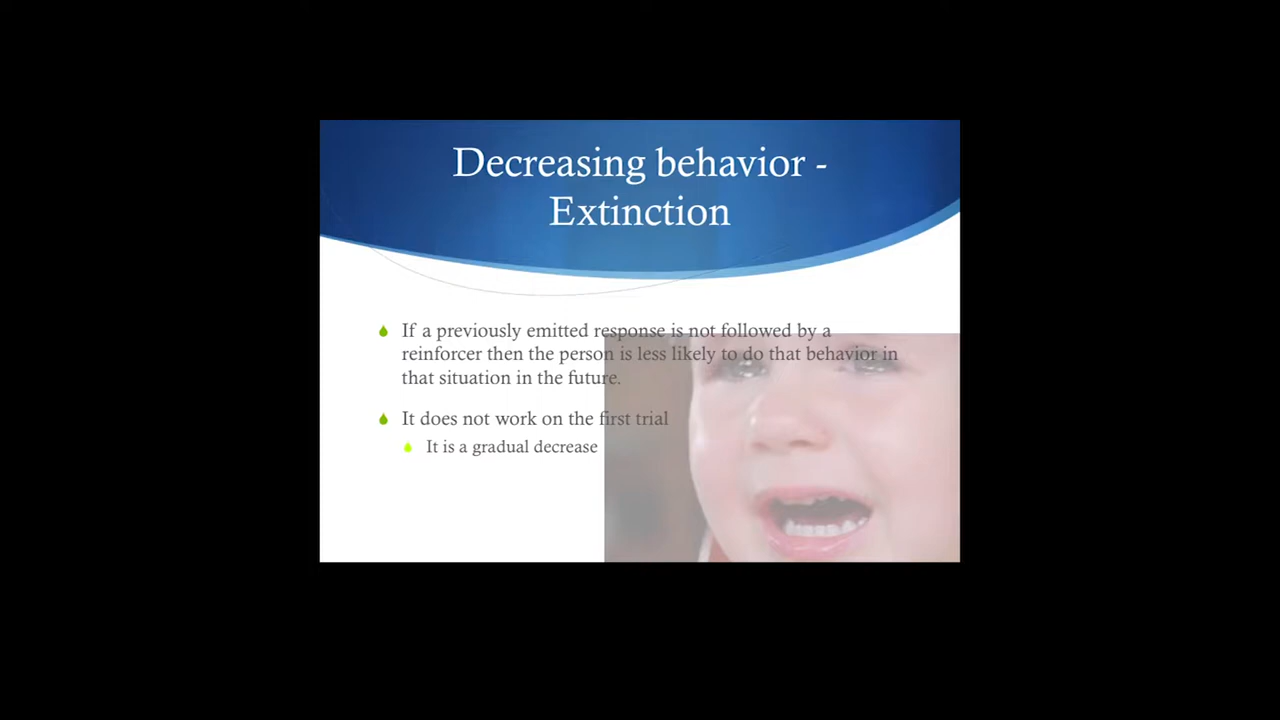 Decreasing behavior -
Extinction
If a previously emitted response is not followed by a
reinforcer then the person is less likely to do that behavior in
that situation in the future.
It does not work on the first trial
It is a gradual decrease